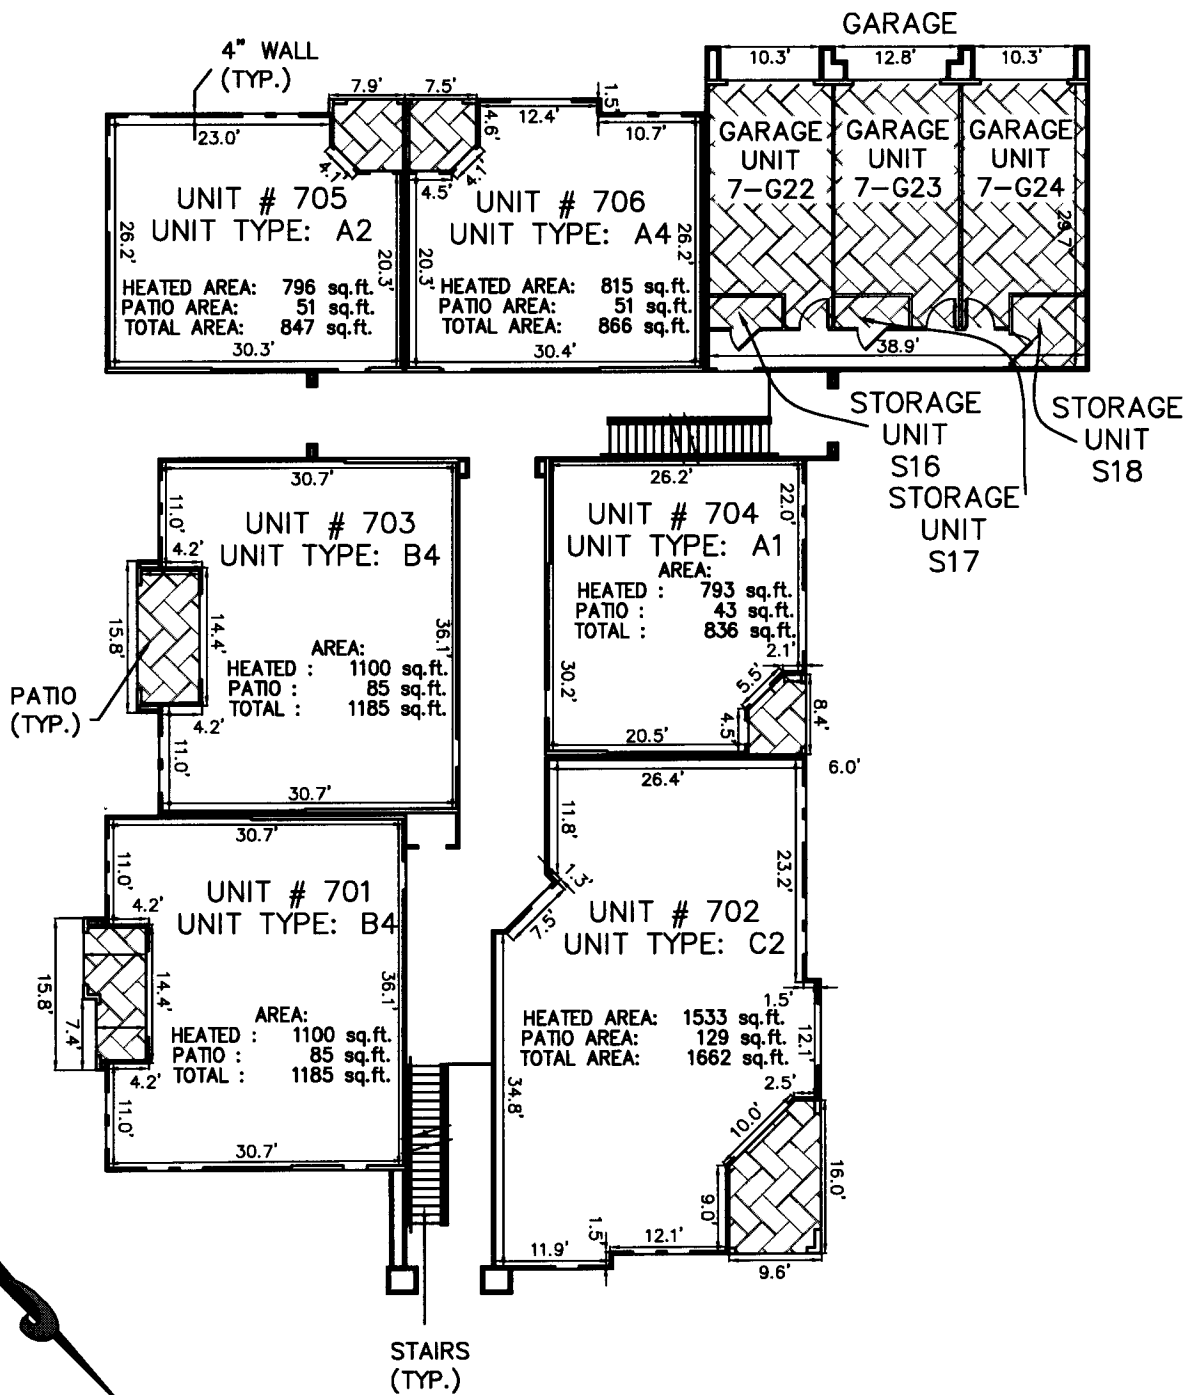 GARAGE
10.3'
12.8'
10.3'
4" WALL
(TYP.)
7.9'
7.5'
1.5'
23.0'
4.6'
12.4'
10.7'
4.1'
4.5'
4.1'
UNIT # 705
UNIT TYPE: A2
26.2'
20.3'
HEATED AREA: 796 sq.ft.
PATIO AREA: 51 sq.ft.
TOTAL AREA: 847 sq.ft.
30.3'
UNIT # 706
UNIT TYPE: A4
26.2'
20.3'
HEATED AREA: 815 sq.ft.
PATIO AREA: 51 sq.ft.
TOTAL AREA: 866 sq.ft.
30.4'
GARAGE
UNIT
7-G22
GARAGE
UNIT
7-G23
GARAGE
UNIT
7-G24
29.7'
38.9'
STORAGE
UNIT
S16
STORAGE
UNIT
S17
STORAGE
UNIT
S18
30.7'
11.0'
UNIT # 703
UNIT TYPE: B4
4.2'
15.8'
14.4'
36.1'
AREA:
HEATED : 1100 sq.ft.
PATIO : 85 sq.ft.
TOTAL : 1185 sq.ft.
PATIO
(TYP.)
4.2'
11.0'
30.7'
26.2'
22.0'
UNIT # 704
UNIT TYPE: A1
AREA:
HEATED : 793 sq.ft.
PATIO : 43 sq.ft.
TOTAL : 836 sq.ft.
2.1'
30.2'
5.5'
8.4'
4.5'
20.5'
6.0'
30.7'
11.0'
UNIT # 701
UNIT TYPE: B4
4.2'
15.8'
14.4'
7.4'
36.1'
AREA:
HEATED : 1100 sq.ft.
PATIO : 85 sq.ft.
TOTAL : 1185 sq.ft.
4.2'
11.0'
30.7'
26.4'
11.8'
23.2'
1.3'
7.5'
UNIT # 702
UNIT TYPE: C2
1.5'
HEATED AREA: 1533 sq.ft.
PATIO AREA: 129 sq.ft.
TOTAL AREA: 1662 sq.ft.
12.1'
34.8'
2.5'
10.0'
16.0'
9.0'
1.5'
11.9'
12.1'
9.6'
STAIRS
(TYP.)